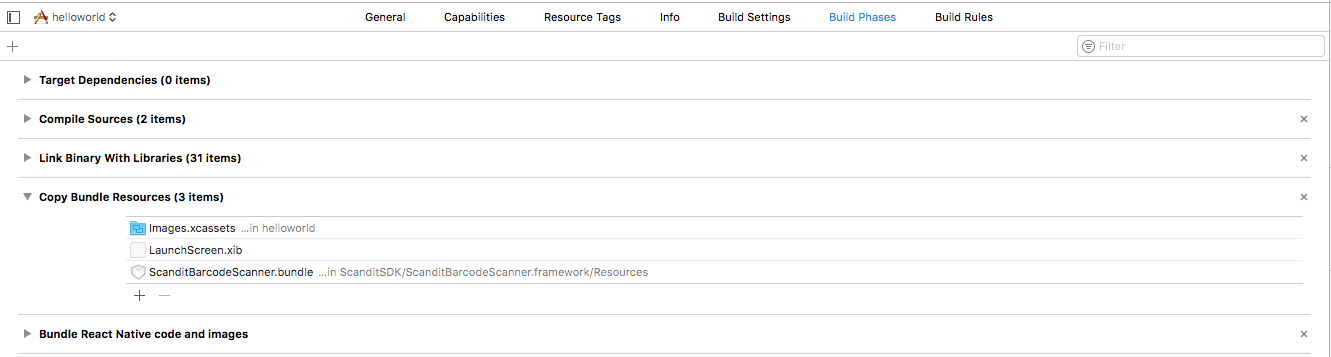 helloworld
General Capabilities Resource Tags Info Build Settings Build Phases Build Rules
Filter
Target Dependencies (0 items)
Compile Sources (2 items)
Link Binary With Libraries (31 items)
Copy Bundle Resources (3 items)
Images.xcassets ...in helloworld
LaunchScreen.xib
ScanditBarcodeScanner.bundle ...in ScanditSDK/ScanditBarcodeScanner.framework/Resources
Bundle React Native code and images